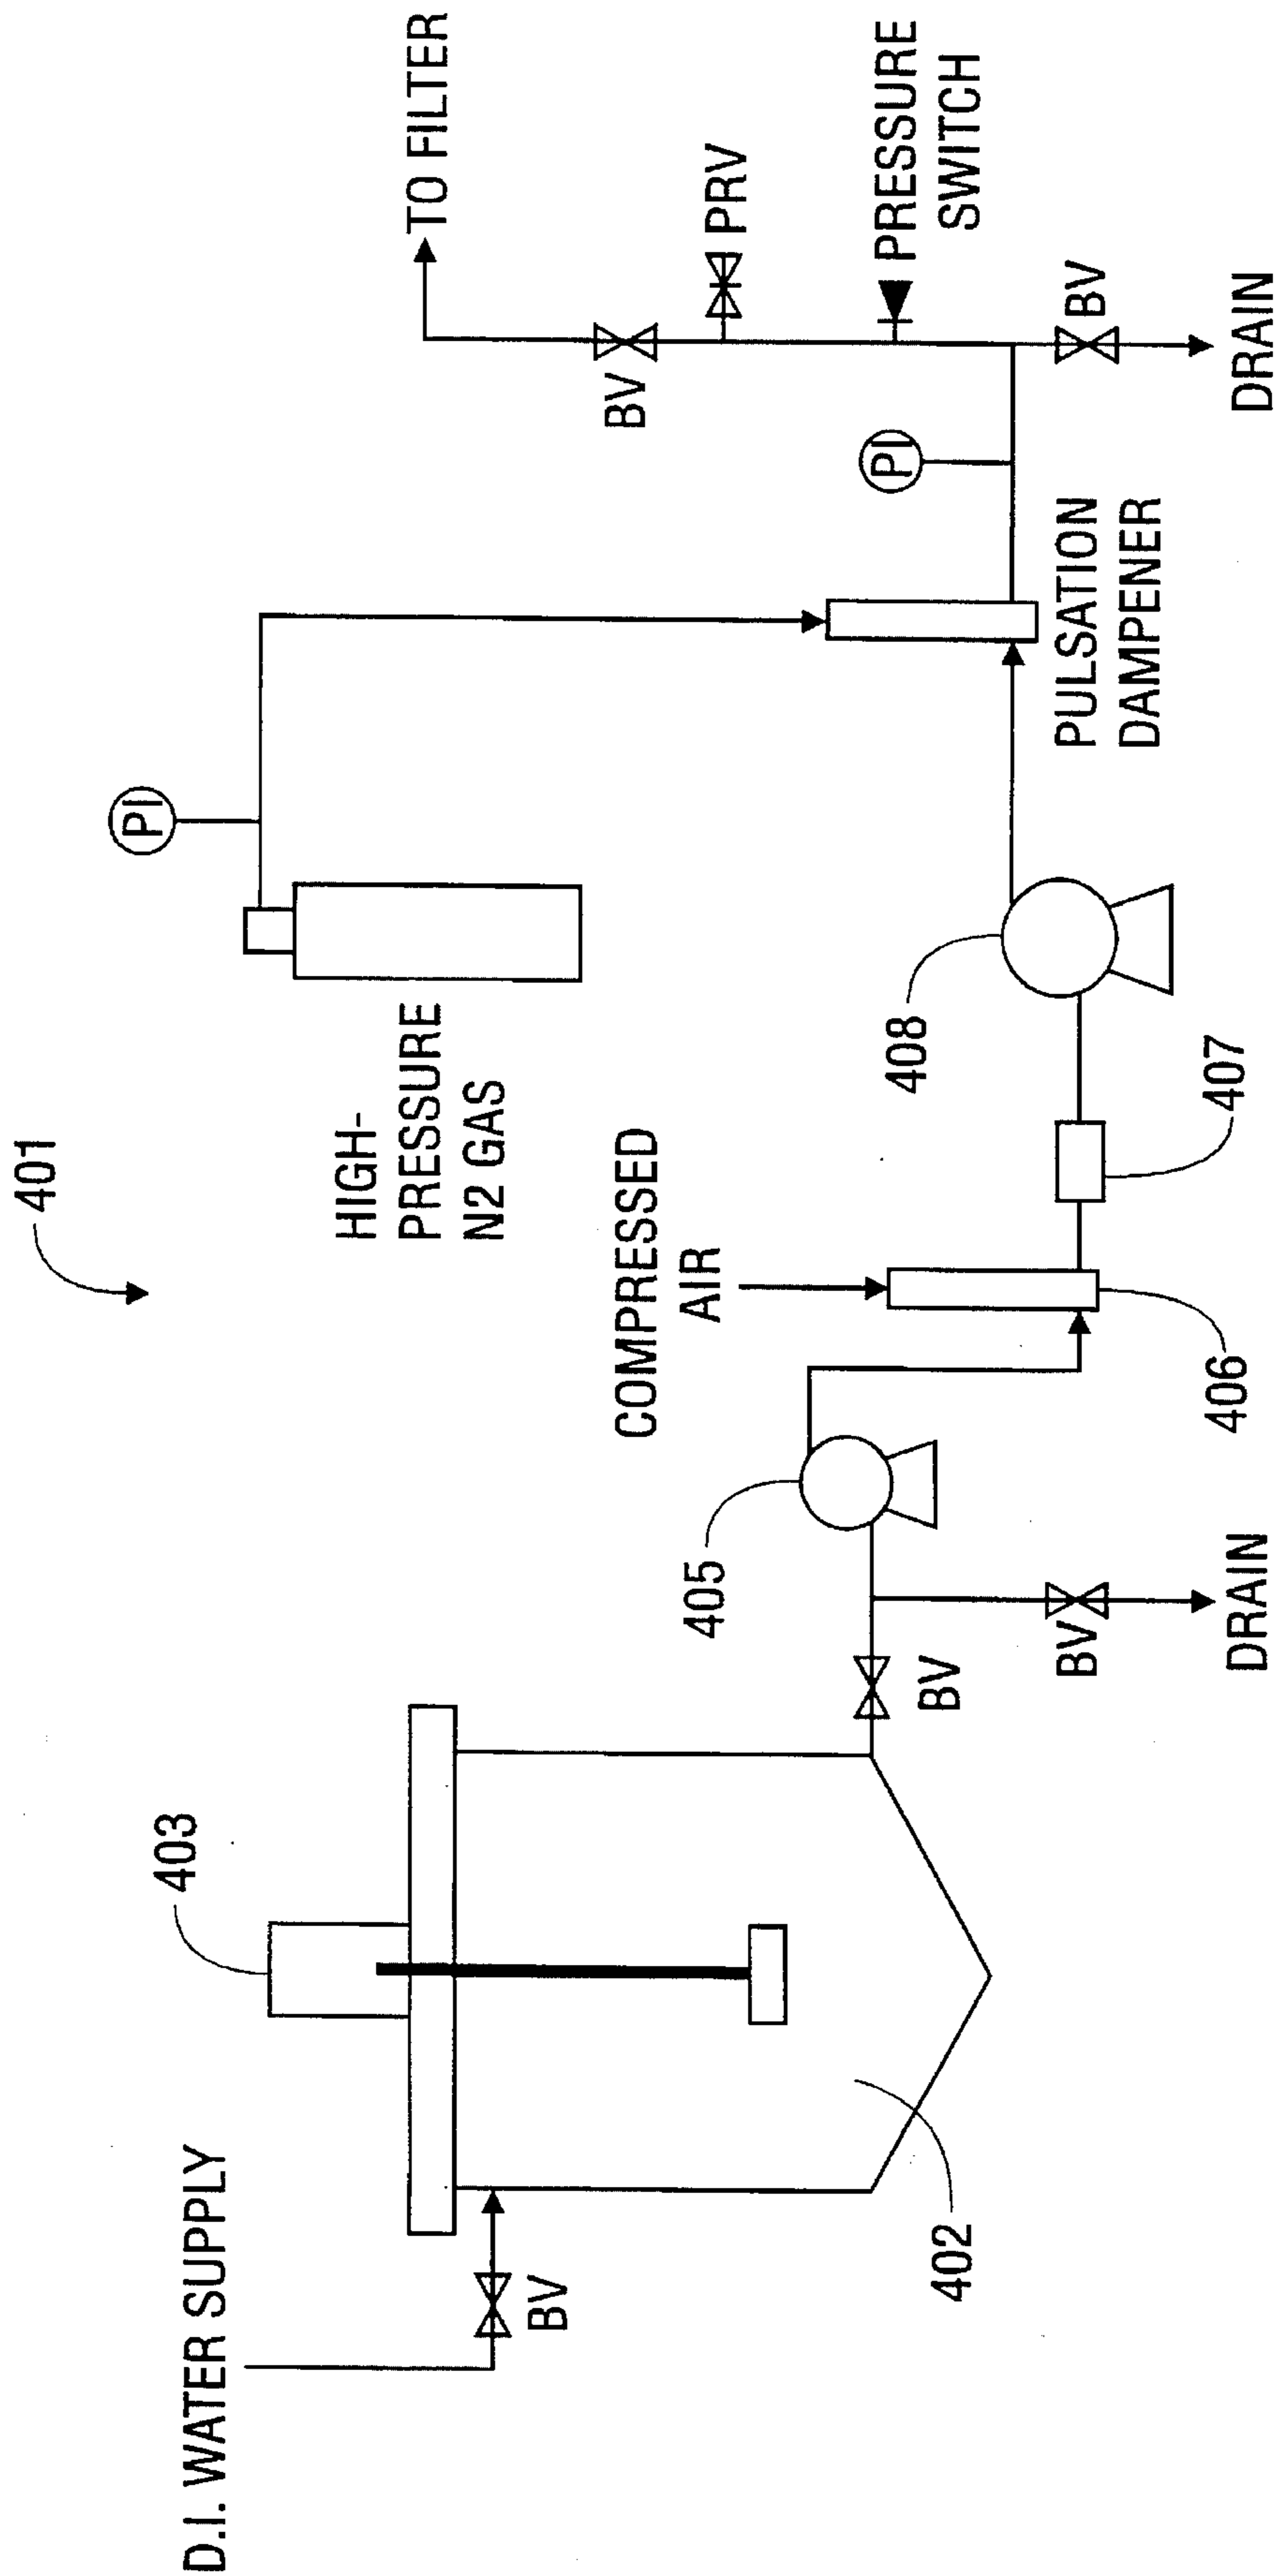 401
D.I. WATER SUPPLY
BV
403
402
BV
BV
DRAIN
405
COMPRESSED
AIR
406
407
408
HIGH-
PRESSURE
N2 GAS
PI
PULSATION
DAMPENER
PI
BV
TO FILTER
PRV
PRESSURE
SWITCH
BV
DRAIN